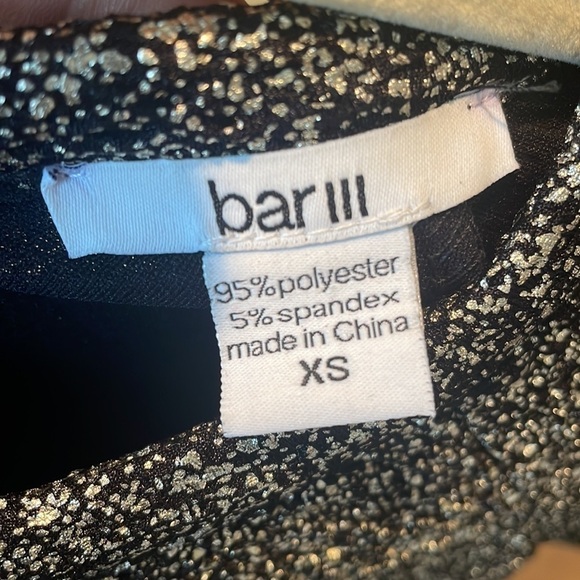 bar III
95% polyester
5% spandex
made in China
XS